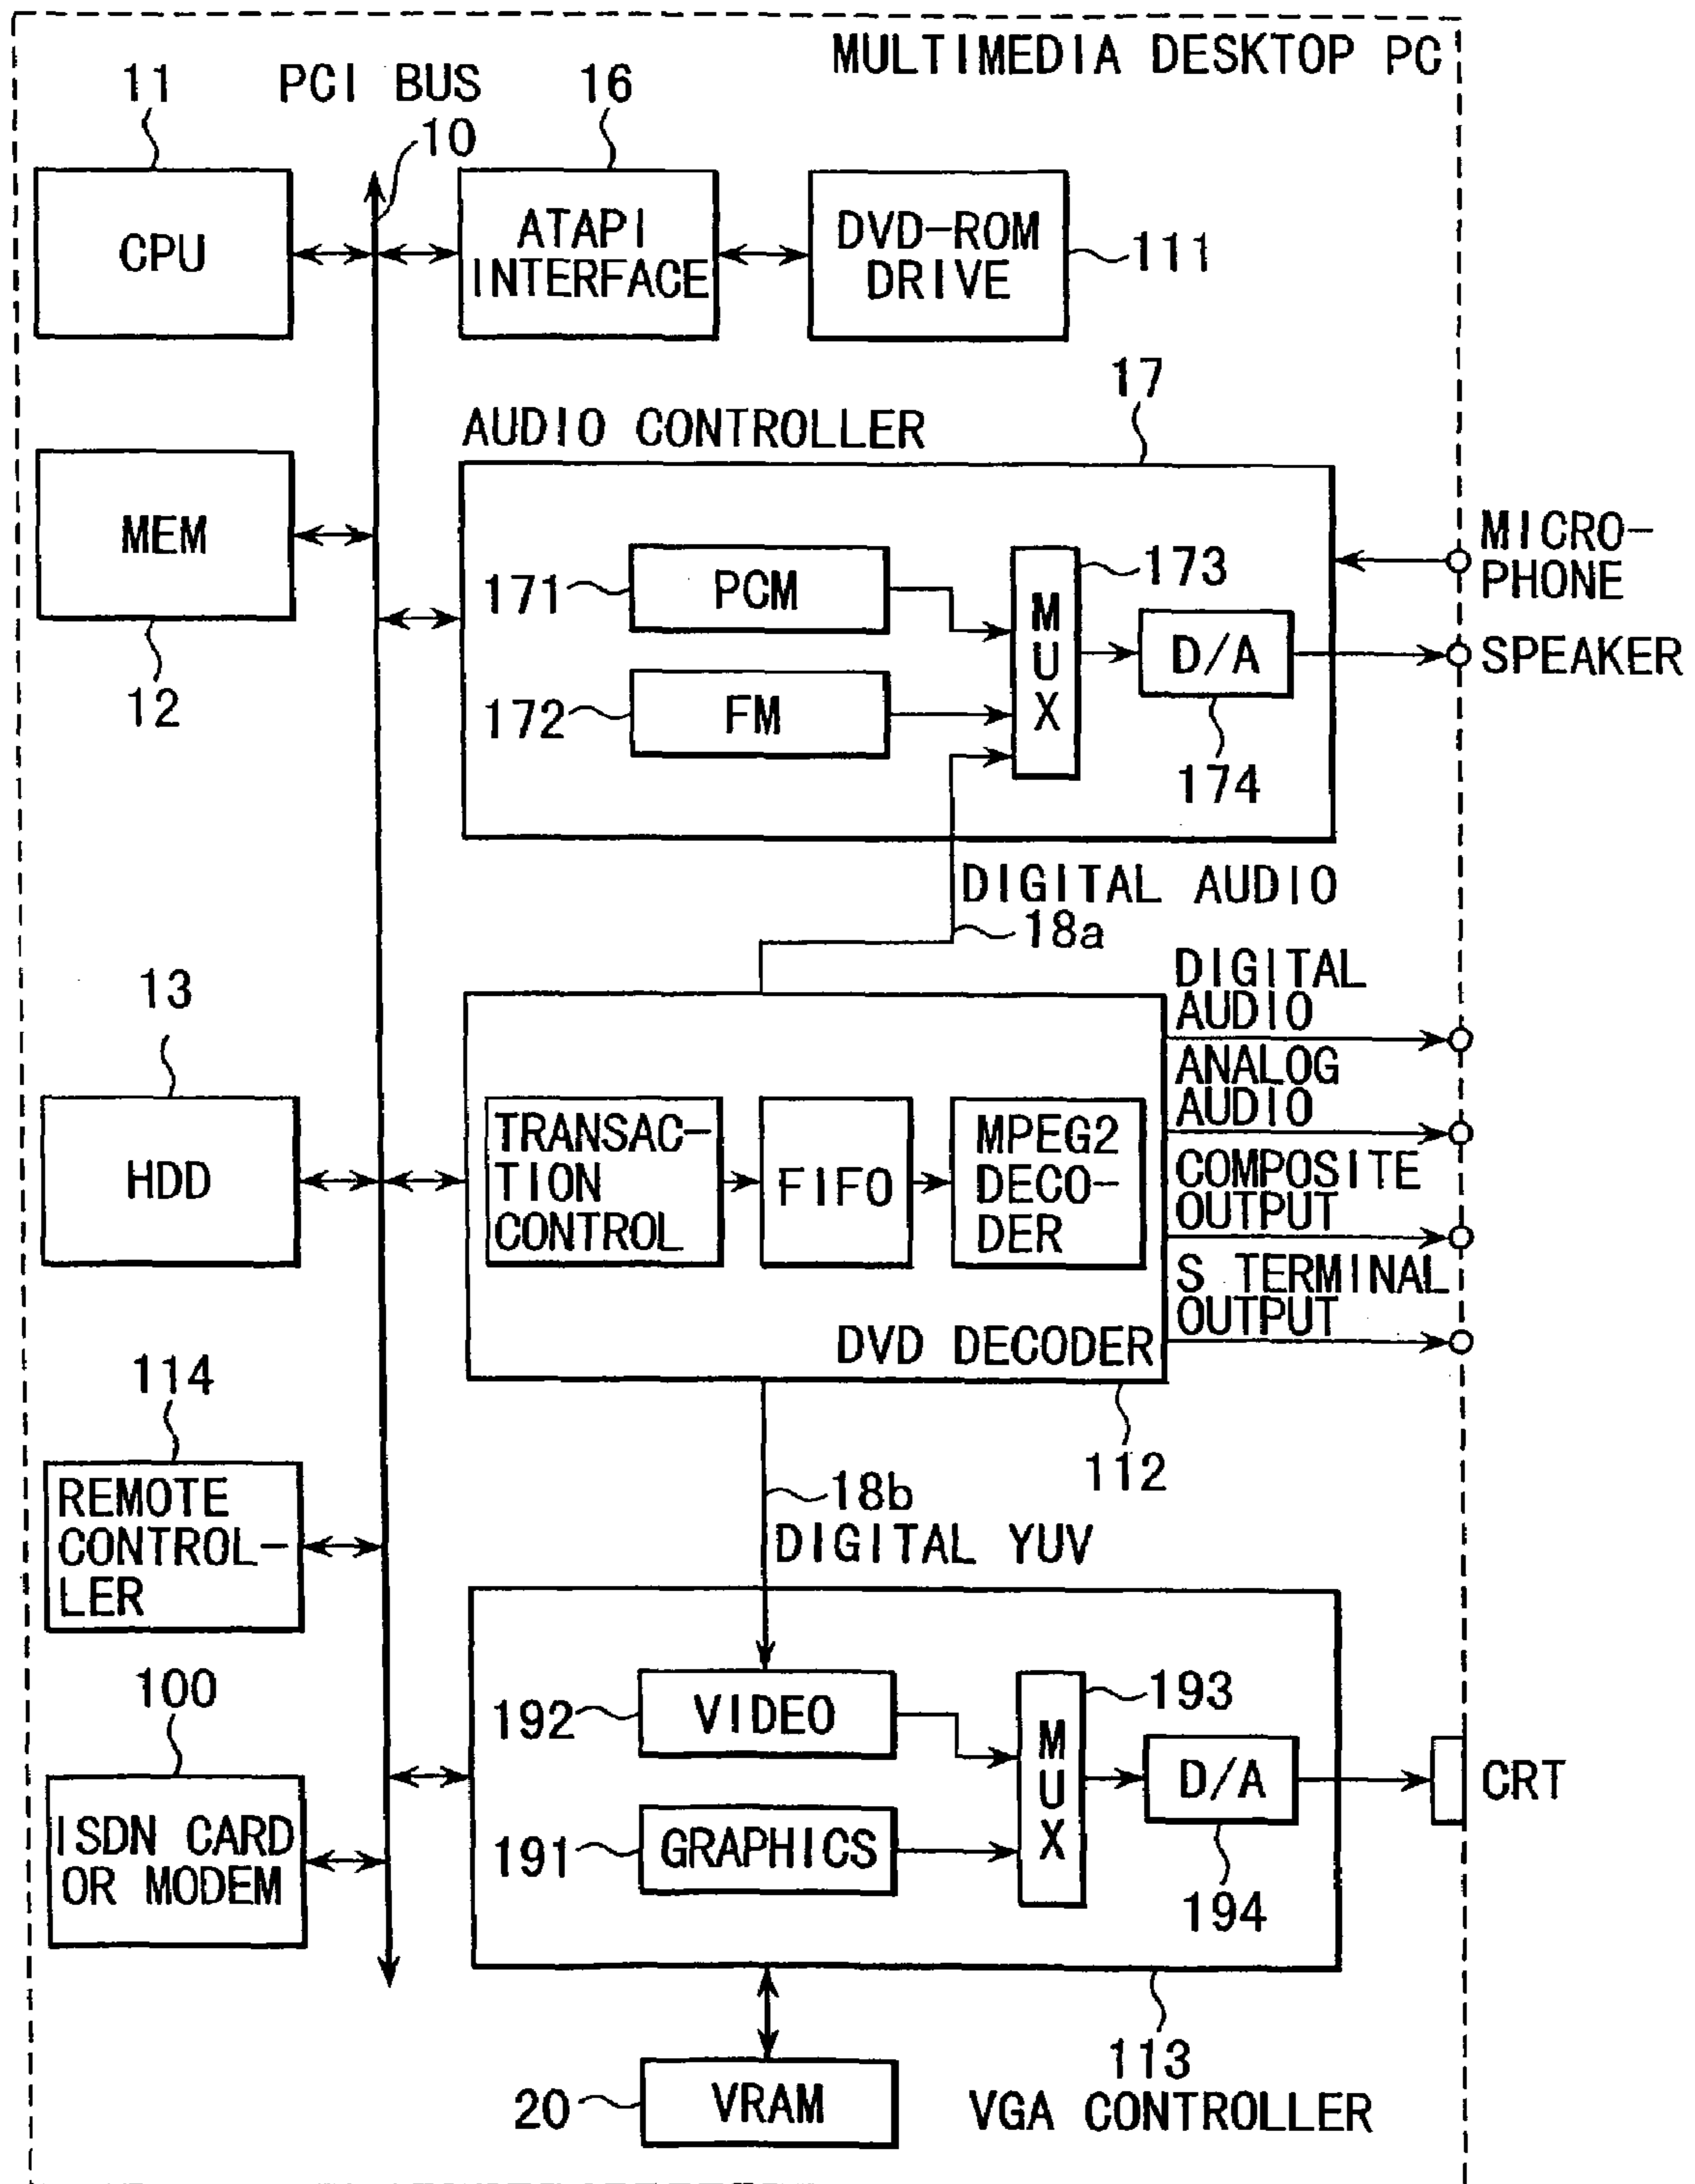 MULTIMEDIA DESKTOP PC
11
PCI BUS
16
10
CPU
ATAPI
INTERFACE
DVD-ROM
DRIVE
111
17
AUDIO CONTROLLER
MEM
12
MICRO-
PHONE
171
PCM
173
M
U
X
D/A
SPEAKER
172
FM
174
DIGITAL AUDIO
18a
13
HDD
DIGITAL
AUDIO
ANALOG
AUDIO
COMPOSITE
OUTPUT
S TERMINAL
OUTPUT
TRANSAC-
TION
CONTROL
FIFO
MPEG2
DECO-
DER
DVD DECODER
112
114
REMOTE
CONTROL-
LER
18b
DIGITAL YUV
100
ISDN CARD
OR MODEM
192
VIDEO
193
M
U
X
D/A
CRT
191
GRAPHICS
194
113
VGA CONTROLLER
20
VRAM